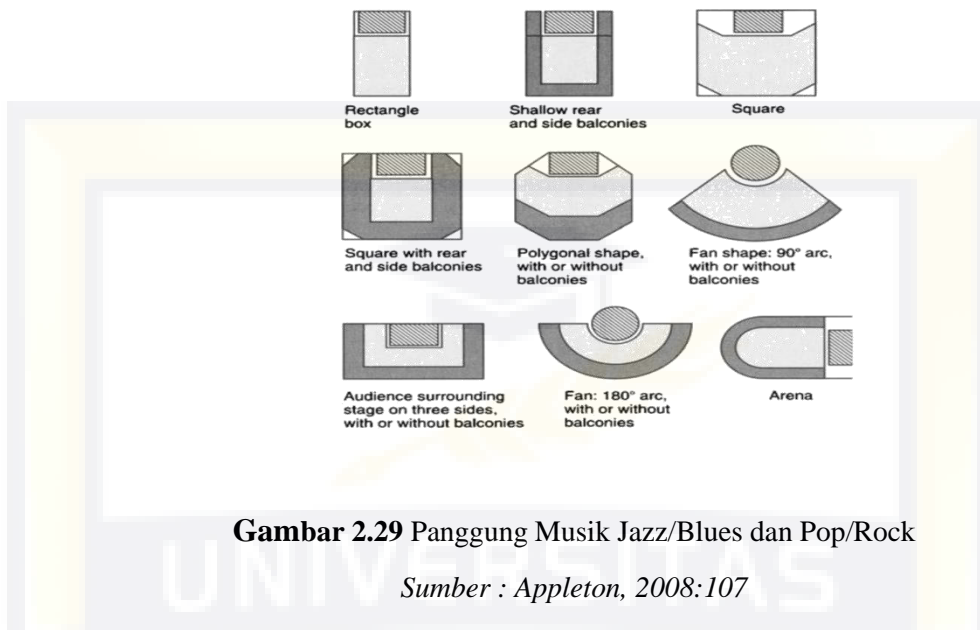 Rectangle
box
Shallow rear
and side balconies
Square
Square with rear
and side balconies
Polygonal shape,
with or without
balconies
Fan shape: 90° arc,
with or without
balconies
Audience surrounding
stage on three sides,
with or without balconies
Fan: 180° arc,
with or without
balconies
Arena
Gambar 2.29 Panggung Musik Jazz/Blues dan Pop/Rock
Sumber : Appleton, 2008:107
UNIVERSITAS